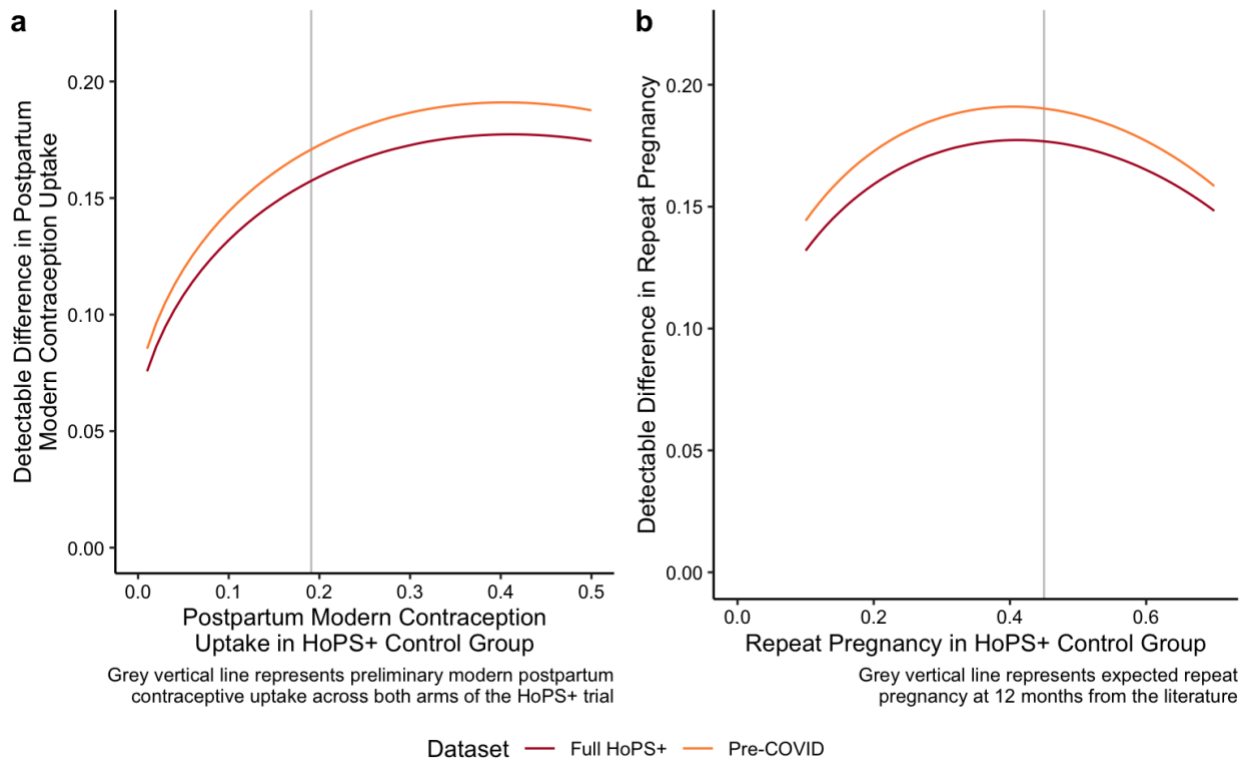 a
Detectable Difference in Postpartum
Modern Contraception Uptake
0.20
0.15
0.10
0.05
0.00
0.0 0.1 0.2 0.3 0.4 0.5
Postpartum Modern Contraception
Uptake in HoPS+ Control Group
Grey vertical line represents preliminary modern postpartum
contraceptive uptake across both arms of the HoPS+ trial
b
Detectable Difference in Repeat Pregnancy
0.20
0.15
0.10
0.05
0.00
0.0 0.2 0.4 0.6
Repeat Pregnancy in HoPS+ Control Group
Grey vertical line represents expected repeat
pregnancy at 12 months from the literature
Dataset Full HoPS+ Pre-COVID